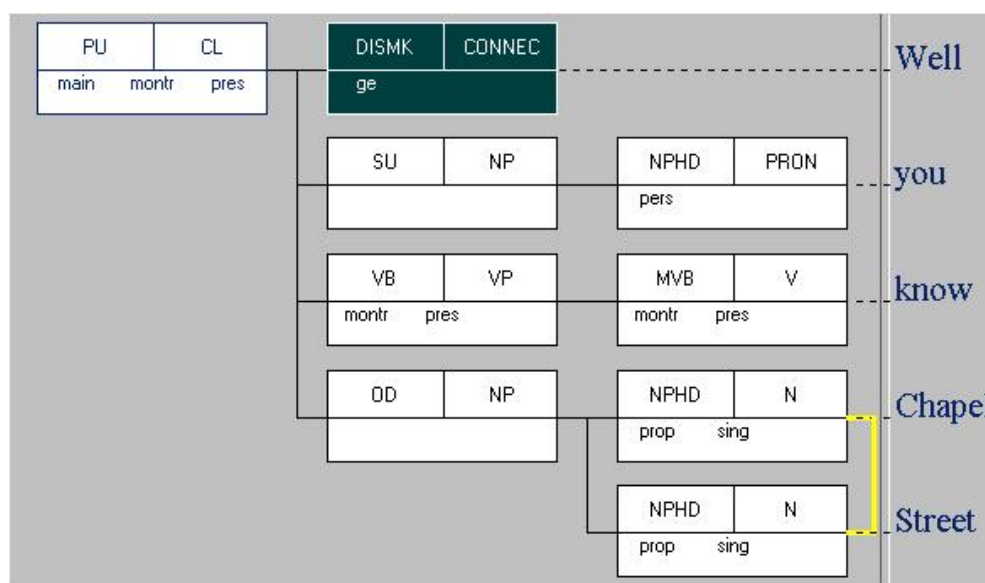 PU CL DISMK CONNEC Well
main montr pres ge
SU NP NPHD PRON you
pers
VB VP MVB V know
montr pres montr pres
OD NP NPHD N Chapel
prop sing
NPHD N Street
prop sing